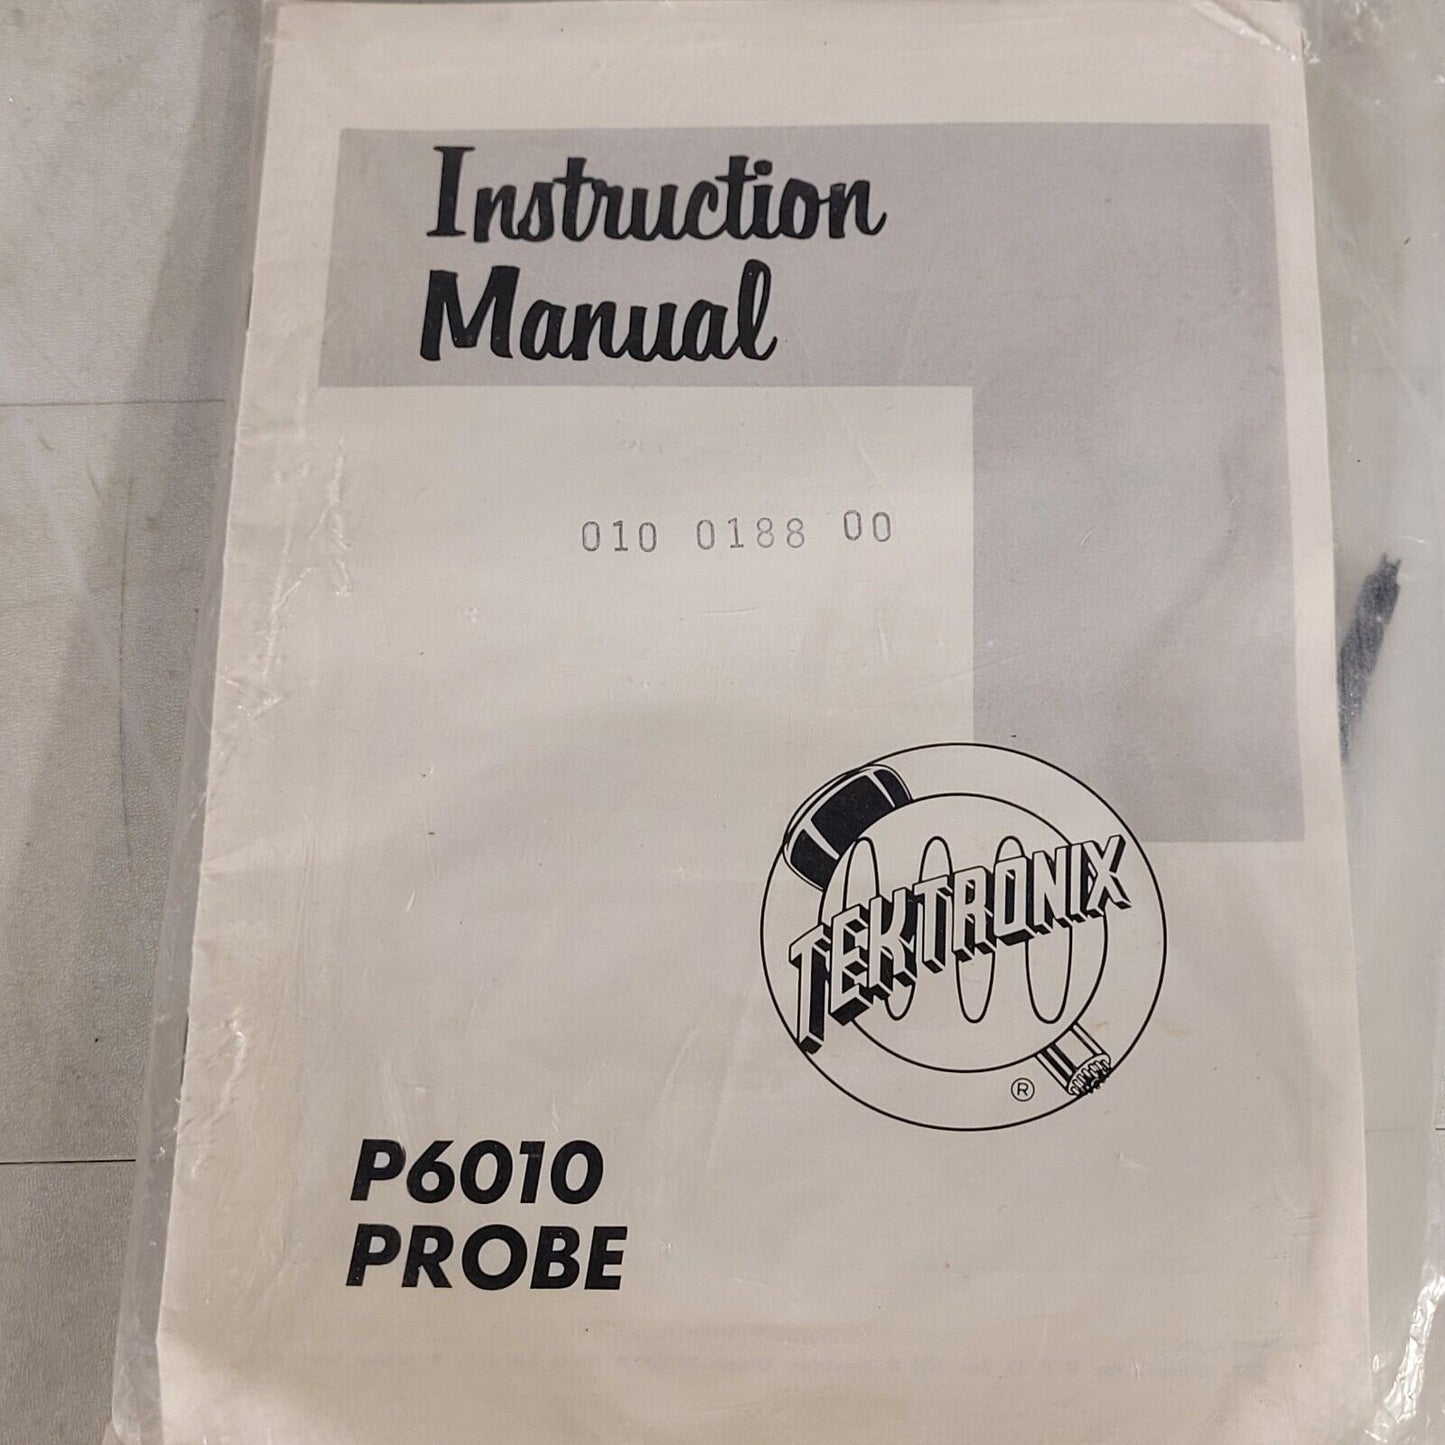 Instruction
Manual
010 0188 00
TEKTRONIX
®
P6010
PROBE